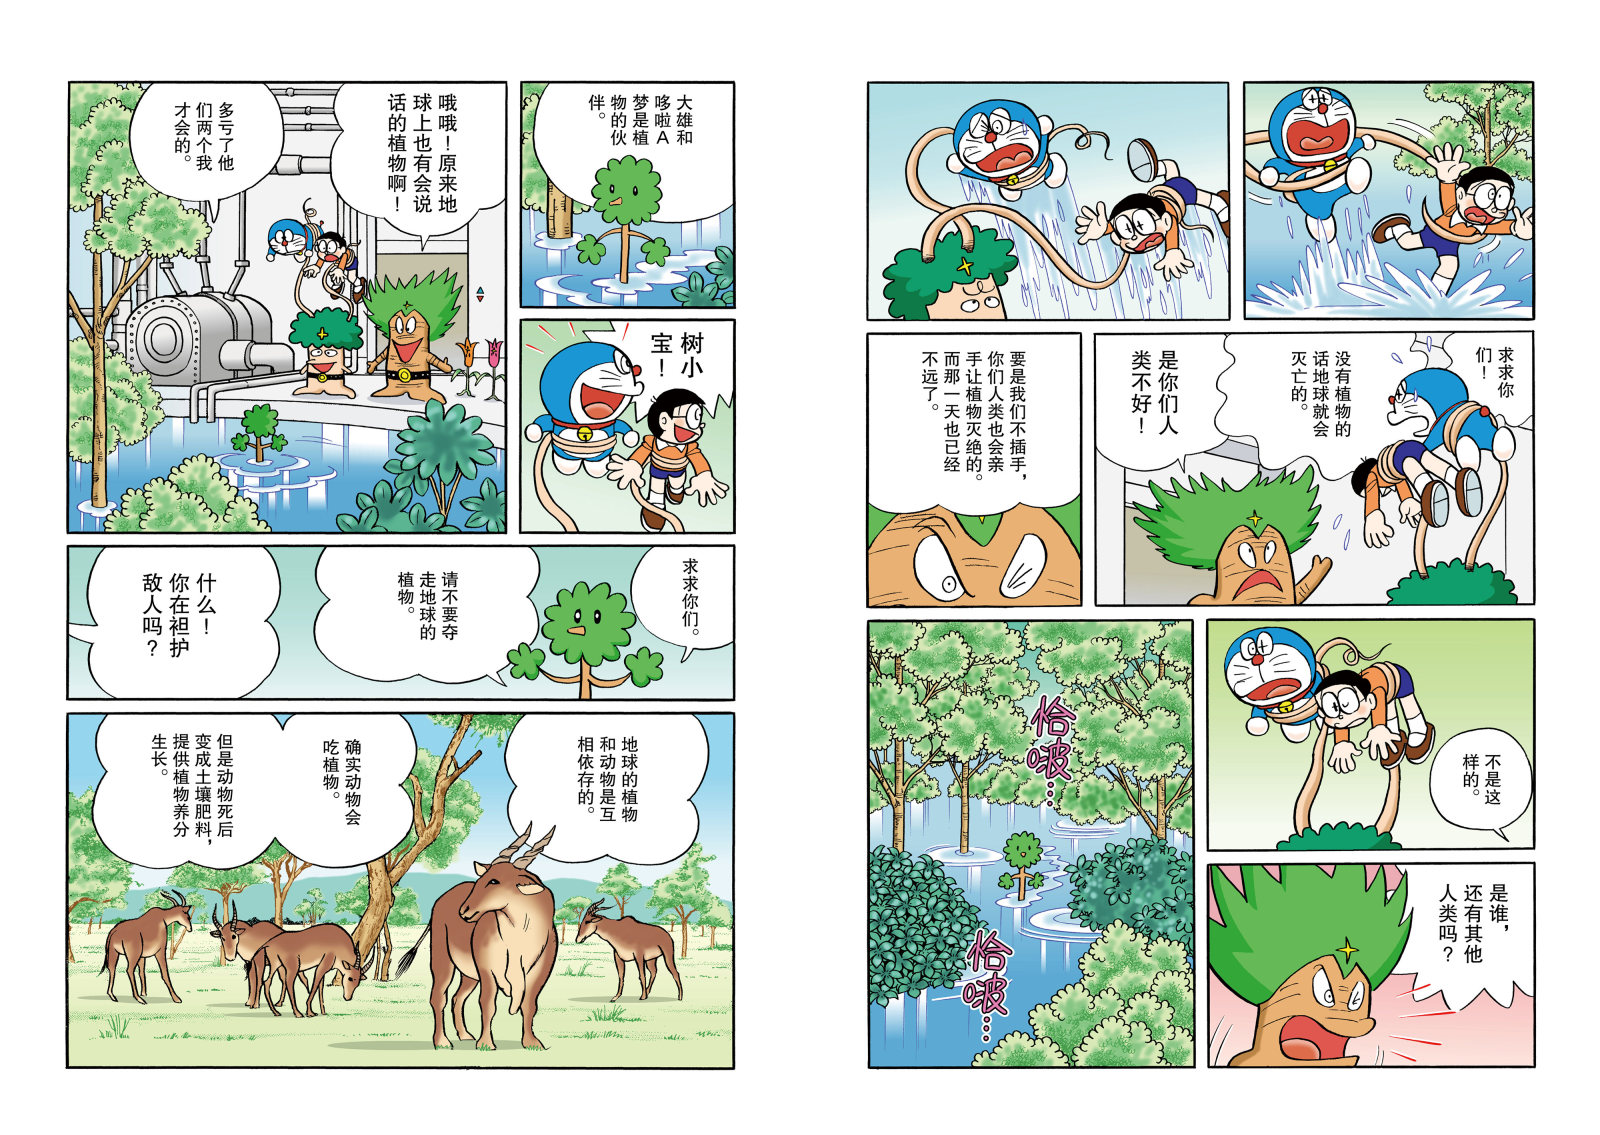 求求你
们！
没有植物的
话地球就会
灭亡的。
是你们人
类不好！
要是我们不插手，
你们人类也会亲
手让植物灭绝的。
而那一天也已经
不远了。
不是这
样的。
是谁，
还有其他
人类吗？
恰啵…
恰啵…
大雄和
哆啦A
梦是植
物的伙
伴。
树小
宝！
哦哦！原来地
球上也有会说
话的植物啊！
多亏了他
们两个我
才会的。
求求你们。
请不要夺
走地球的
植物。
什么！
你在袒护
敌人吗？
地球的植物
和动物是互
相依存的。
确实动物会
吃植物。
但是动物死后
变成土壤肥料，
提供植物养分
生长。